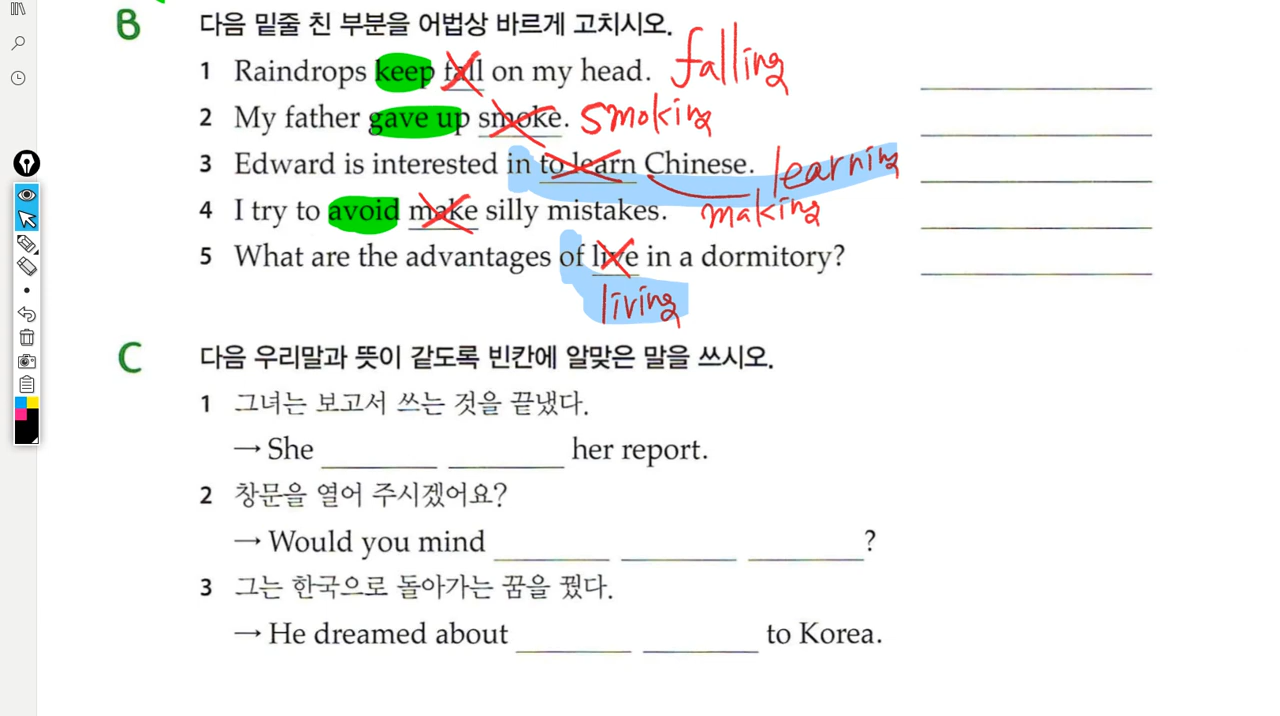 B 다음 밑줄 친 부분을 어법상 바르게 고치시오.
1 Raindrops keep fall on my head. falling
2 My father gave up smoke. smoking
3 Edward is interested in to learn Chinese. learning
4 I try to avoid make silly mistakes. making
5 What are the advantages of live in a dormitory?
living
C 다음 우리말과 뜻이 같도록 빈칸에 알맞은 말을 쓰시오.
1 그녀는 보고서 쓰는 것을 끝냈다.
→ She ________ ________ her report.
2 창문을 열어 주시겠어요?
→ Would you mind ________ ________ ________?
3 그는 한국으로 돌아가는 꿈을 꿨다.
→ He dreamed about ________ ________ to Korea.